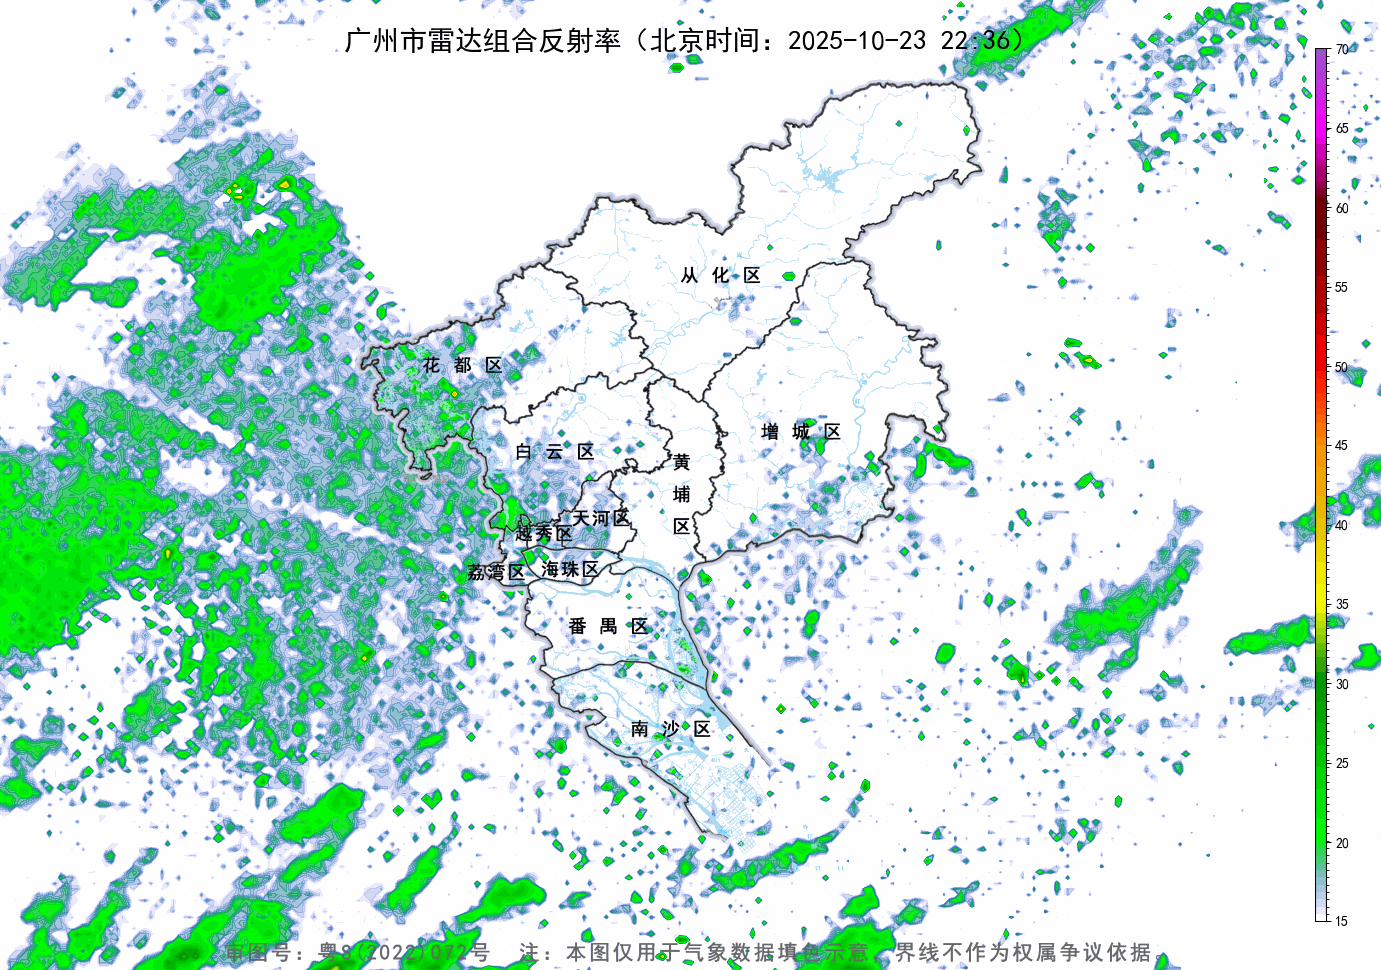 广州市雷达组合反射率（北京时间：2025-10-23 22:36）
70
65
60
55
50
45
40
35
30
25
20
15
从化区
花都区
增城区
白云区
黄埔区
天河区
越秀区
荔湾区
海珠区
番禺区
南沙区
审图号：粤S(2022)072号 注：本图仅用于气象数据填色示意，界线不作为权属争议依据。